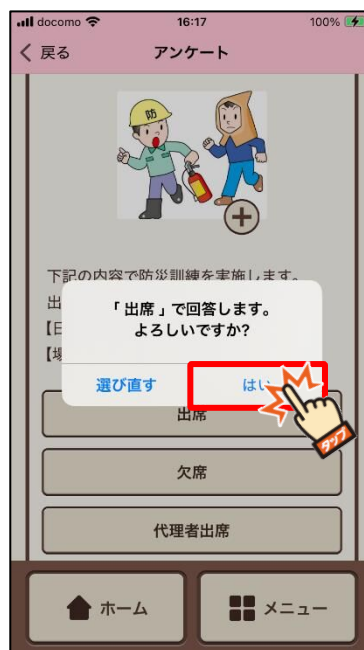 docomo 16:17 100%
戻る アンケート
防
下記の内容で防災訓練を実施します。
出
【日
【場
「出席」で回答します。
よろしいですか?
選び直す はい
タップ
出席
欠席
代理者出席
ホーム メニュー